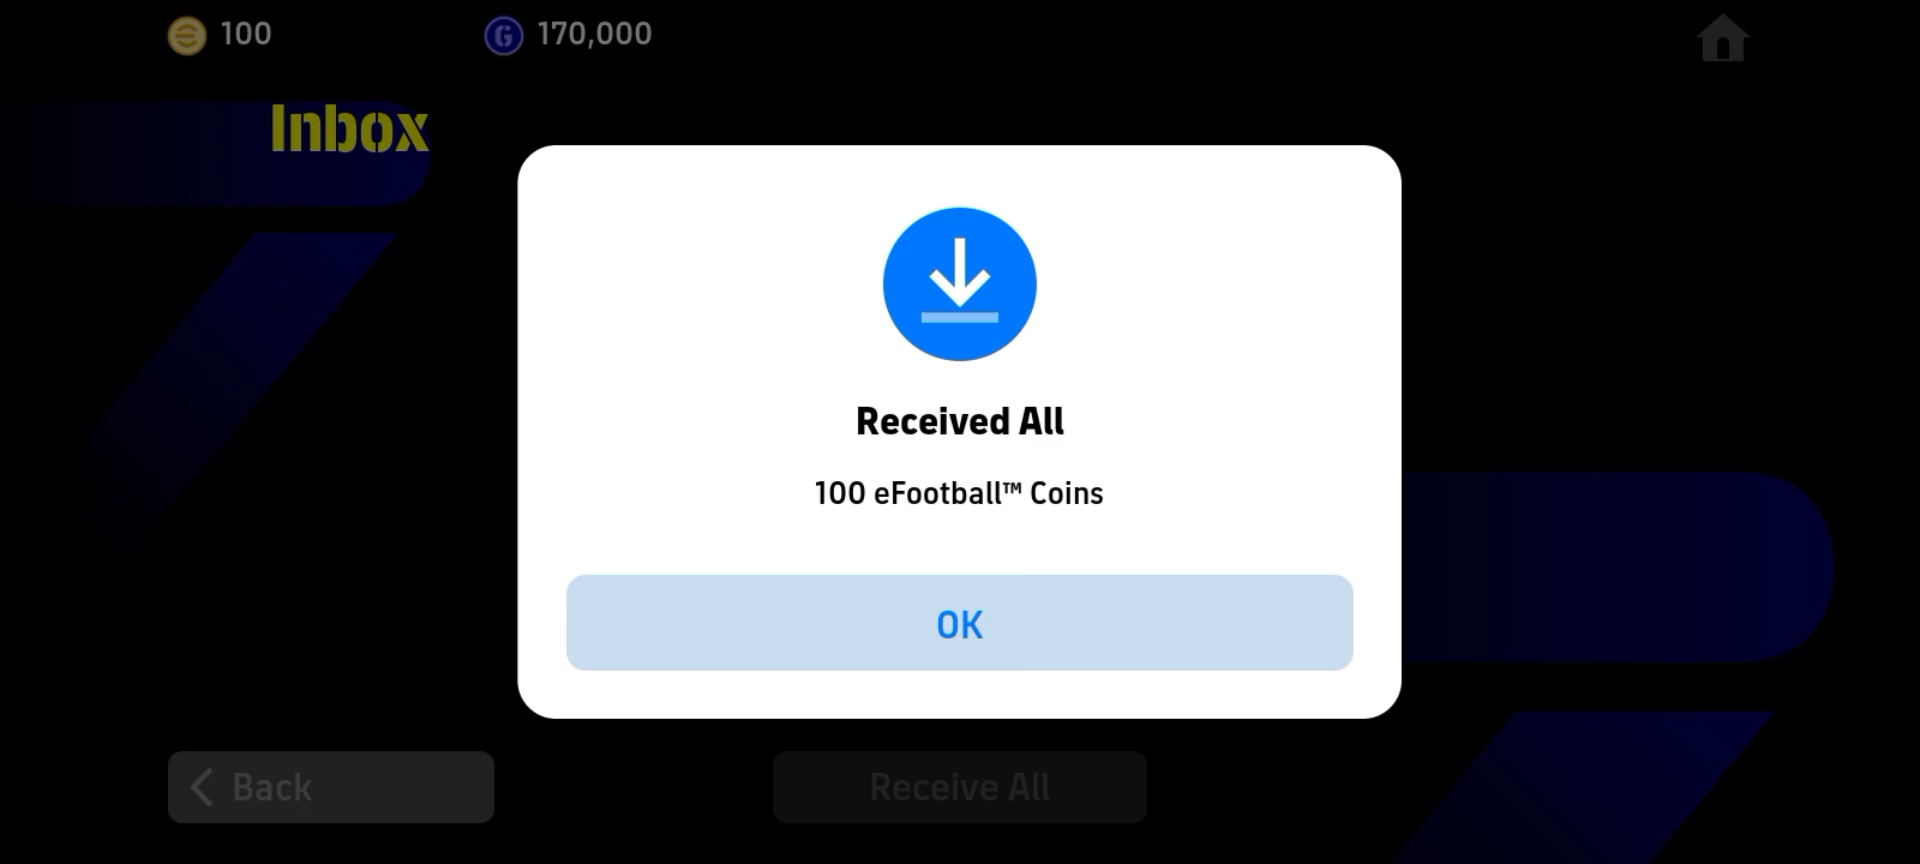 100
170,000
Inbox
Received All
100 eFootball™ Coins
OK
Back
Receive All